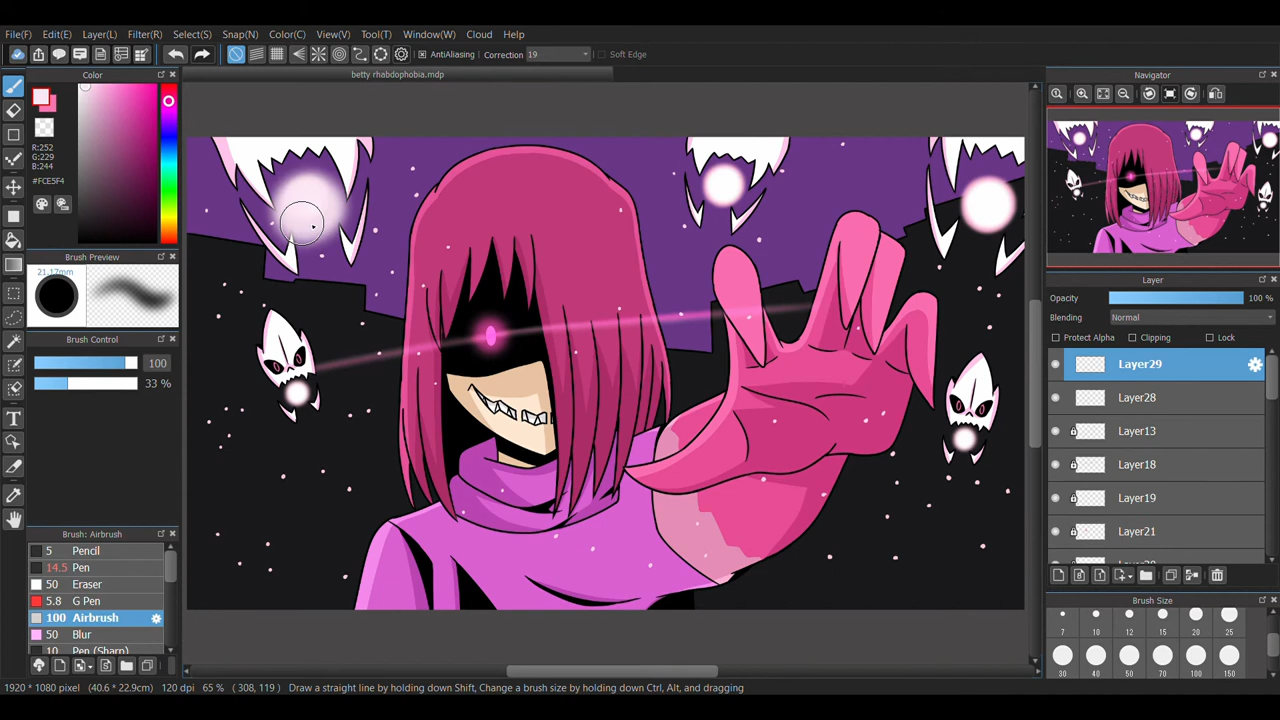 File(F) Edit(E) Layer(L) Filter(R) Select(S) Snap(N) Color(C) View(V) Tool(T) Window(W) Cloud Help
AntiAliasing Correction 19 Soft Edge
Color betty rhabdophobia.mdp Navigator
R:252
G:229
B:244
#FCE5F4
Brush Preview
21.17mm
Brush Control
100
33 %
Layer
Opacity 100 %
Blending Normal
Protect Alpha Clipping Lock
Layer29
Layer28
Layer13
Layer18
Layer19
Layer21
Brush: Airbrush
5 Pencil
14.5 Pen
50 Eraser
5.8 G Pen
100 Airbrush
50 Blur
10 Pen (Sharp)
Brush Size
7 10 12 15 20 25
30 40 50 70 100 150
1920 * 1080 pixel (40.6 * 22.9cm) 120 dpi 65 % ( 308, 119 ) Draw a straight line by holding down Shift, Change a brush size by holding down Ctrl, Alt, and dragging